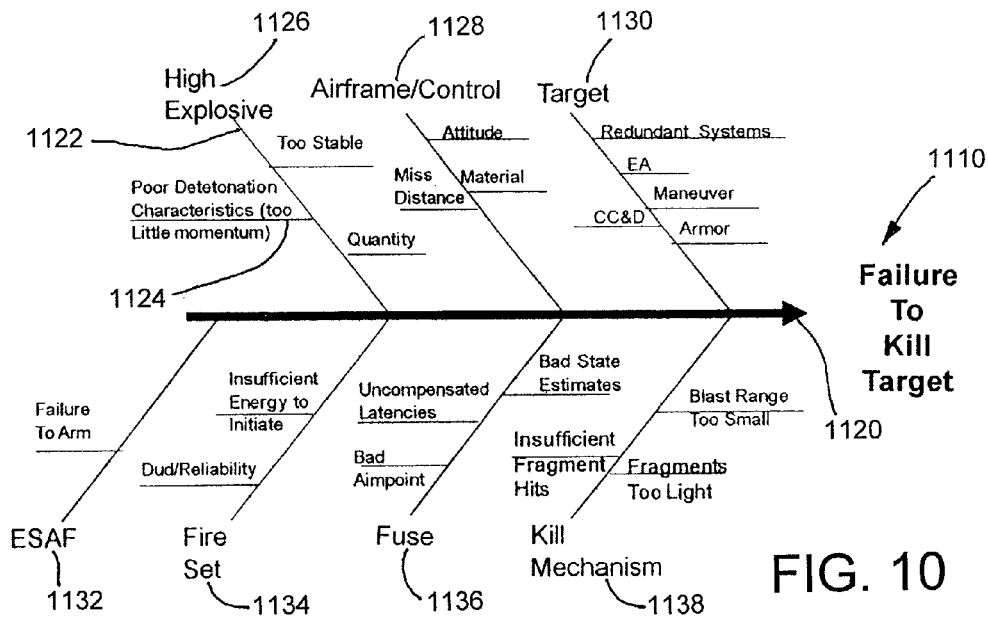 1126
1128
1130
High
Explosive
Airframe/Control
Target
1122
Too Stable
Attitude
Redundant Systems
1110
Poor Detetonation
Characteristics (too
Little momentum)
Miss
Distance
Material
EA
Maneuver
CC&D
Armor
Quantity
1124
Failure
To
Kill
Target
Insufficient
Energy to
Initiate
Uncompensated
Latencies
Bad State
Estimates
Blast Range
Too Small
1120
Failure
To Arm
Dud/Reliability
Bad
Aimpoint
Insufficient
Fragment
Hits
Fragments
Too Light
ESAF
Fire
Set
Fuse
Kill
Mechanism
FIG. 10
1132
1134
1136
1138